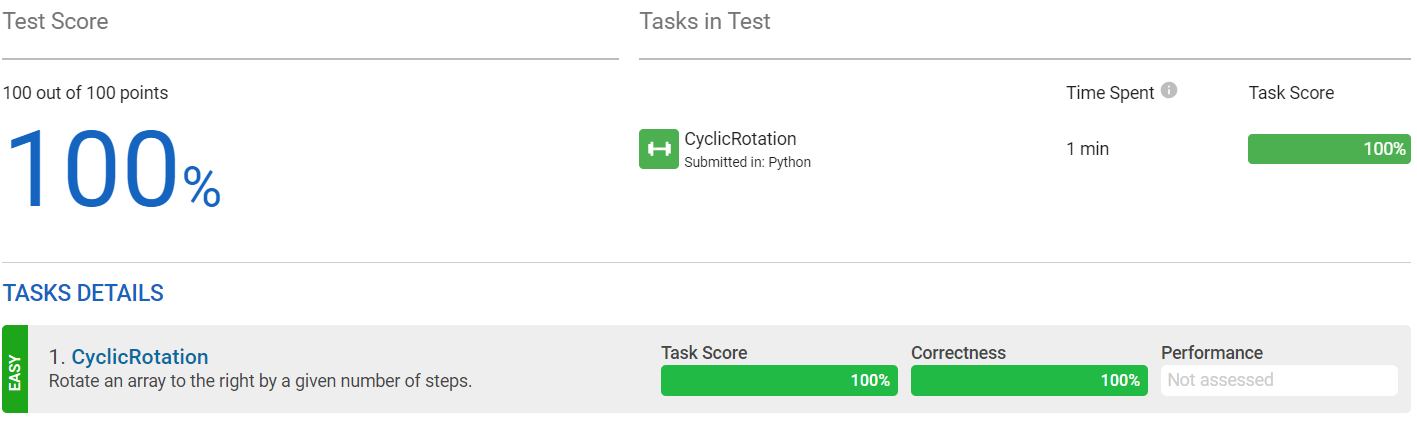 Test Score
Tasks in Test
100 out of 100 points
Time Spent
Task Score
100%
CyclicRotation
Submitted in: Python
1 min
100%
TASKS DETAILS
EASY
1. CyclicRotation
Rotate an array to the right by a given number of steps.
Task Score
100%
Correctness
100%
Performance
Not assessed